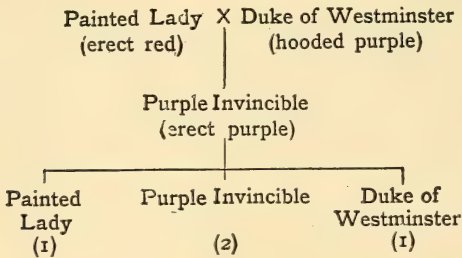 Painted Lady X Duke of Westminster
(erect red) (hooded purple)
Purple Invincible
(erect purple)
Painted Lady Purple Invincible Duke of Westminster
(1) (2) (1)